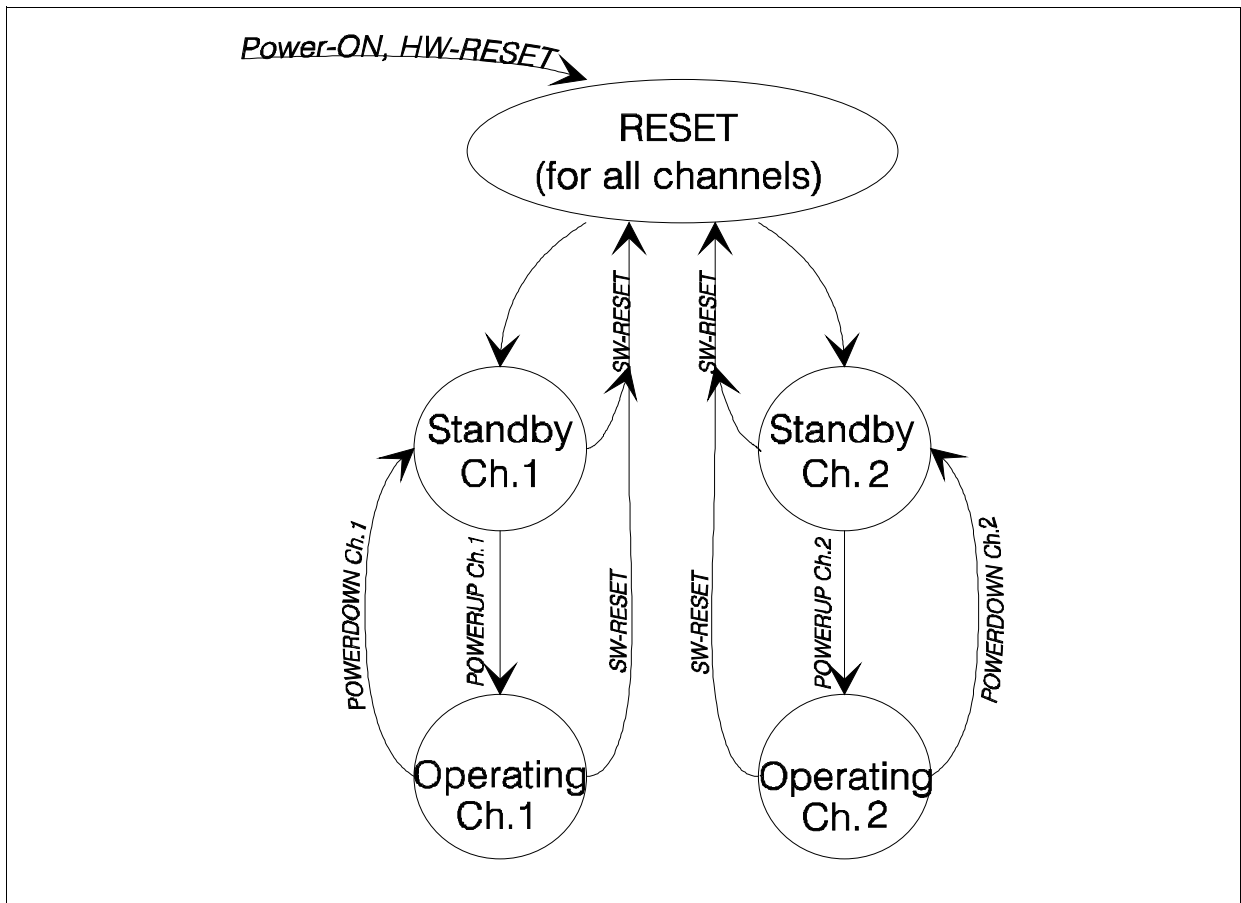 Power-ON, HW-RESET
RESET
(for all channels)
SW-RESET
SW-RESET
Standby
Ch.1
Standby
Ch.2
POWERDOWN Ch.1
POWERUP Ch.1
SW-RESET
SW-RESET
POWERUP Ch.2
POWERDOWN Ch.2
Operating
Ch.1
Operating
Ch.2